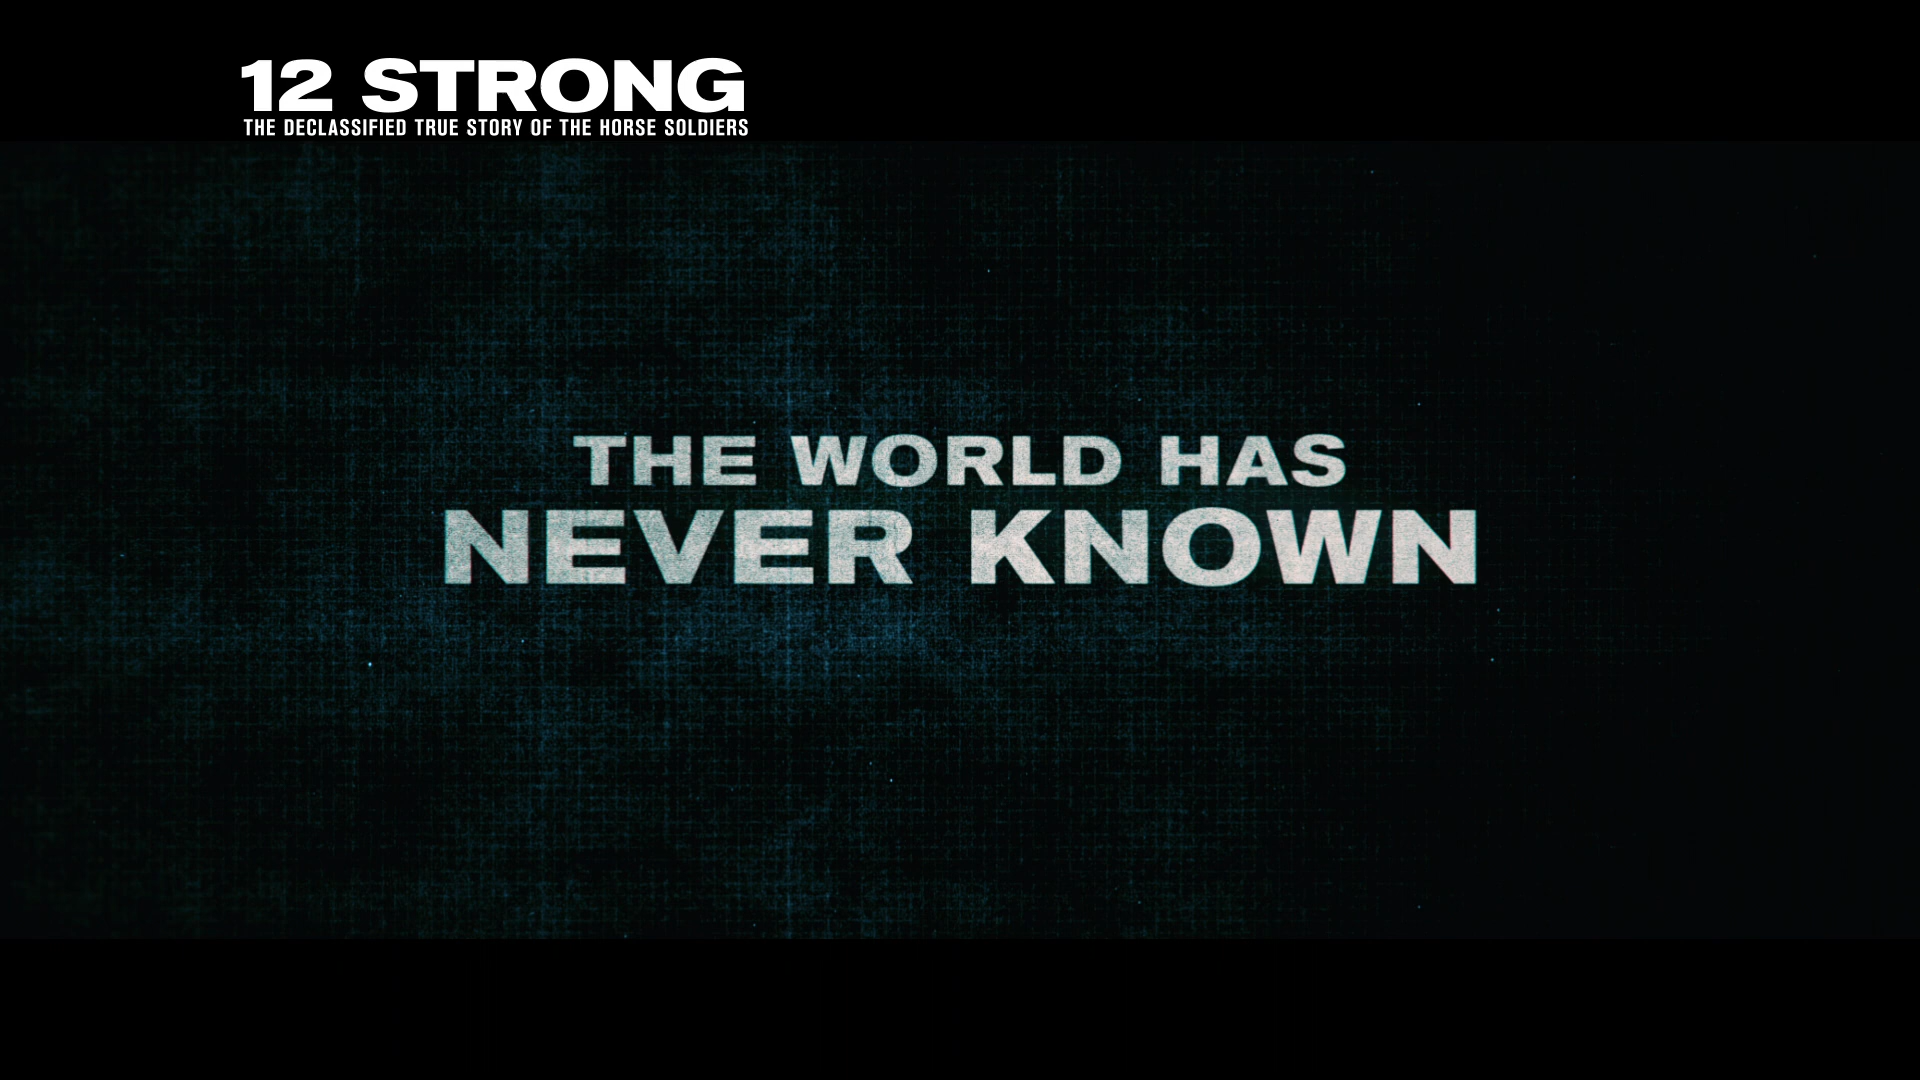 12 STRONG
THE DECLASSIFIED TRUE STORY OF THE HORSE SOLDIERS
THE WORLD HAS
NEVER KNOWN